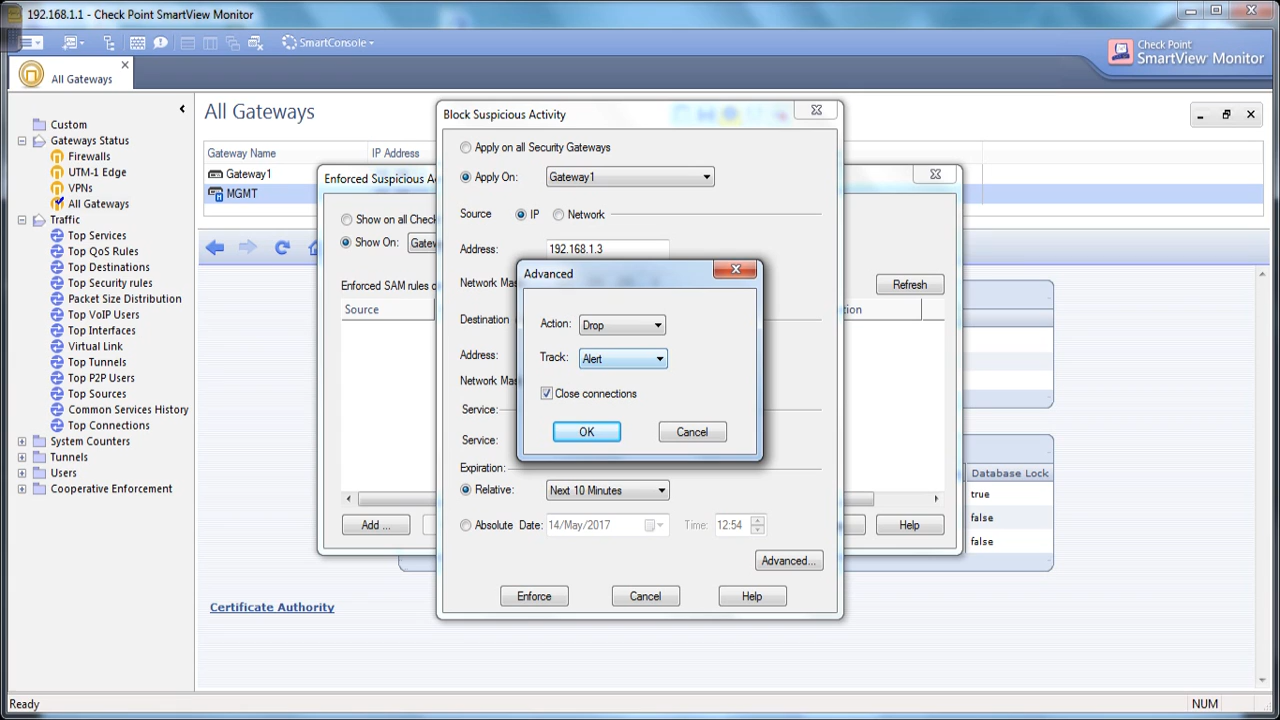 192.168.1.1 - Check Point SmartView Monitor
SmartConsole
Check Point
SmartView Monitor
All Gateways
Custom
Gateways Status
Firewalls
UTM-1 Edge
VPNs
All Gateways
Traffic
Top Services
Top QoS Rules
Top Destinations
Top Security rules
Packet Size Distribution
Top VoIP Users
Top Interfaces
Virtual Link
Top Tunnels
Top P2P Users
Top Sources
Common Services History
Top Connections
System Counters
Tunnels
Users
Cooperative Enforcement
All Gateways
Gateway Name IP Address
Gateway1
MGMT
Database Lock
true
false
false
Certificate Authority
Enforced Suspicious Ac
Show on all Check
Show On: Gatew
Enforced SAM rules o
Refresh
Source tion
Add ... Help
Block Suspicious Activity
Apply on all Security Gateways
Apply On: Gateway1
Source IP Network
Address: 192.168.1.3
Network Mas
Destination
Address:
Network Mas
Service:
Service:
Expiration:
Relative: Next 10 Minutes
Absolute Date: 14/May/2017 Time: 12:54
Advanced...
Enforce Cancel Help
Advanced
Action: Drop
Track: Alert
Close connections
OK Cancel
Ready NUM